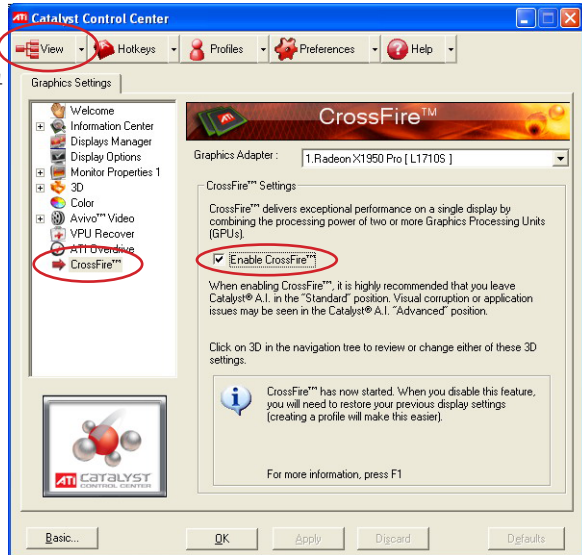 ATI Catalyst Control Center
View Hotkeys Profiles Preferences Help
Graphics Settings
Welcome
Information Center
Displays Manager
Display Options
Monitor Properties 1
3D
Color
Avivo™ Video
VPU Recover
ATI Overdrive
CrossFire™
CrossFire™
Graphics Adapter :
1.Radeon X1950 Pro [ L1710S ]
CrossFire™ Settings
CrossFire™ delivers exceptional performance on a single display by
combining the processing power of two or more Graphics Processing Units
(GPUs).
Enable CrossFire™
When enabling CrossFire™, it is highly recommended that you leave
Catalyst® A.I. in the "Standard" position. Visual corruption or application
issues may be seen in the Catalyst® A.I. "Advanced" position.
Click on 3D in the navigation tree to review or change either of these 3D
settings.
CrossFire™ has now started. When you disable this feature,
you will need to restore your previous display settings
(creating a profile will make this easier).
For more information, press F1
ATI CATALYST
CONTROL CENTER
Basic... OK Apply Discard Defaults